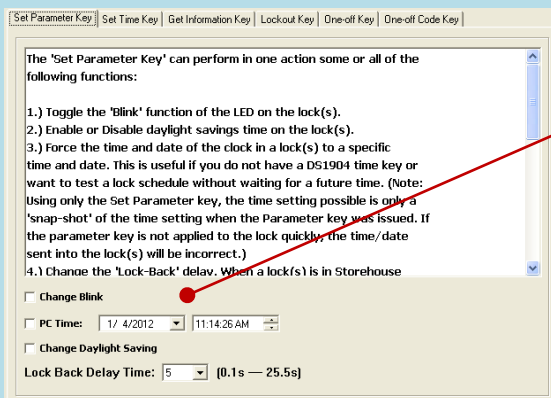 Set Parameter Key Set Time Key Get Information Key Lockout Key One-off Key One-off Code Key
The 'Set Parameter Key' can perform in one action some or all of the
following functions:
1.) Toggle the 'Blink' function of the LED on the lock(s).
2.) Enable or Disable daylight savings time on the lock(s).
3.) Force the time and date of the clock in a lock(s) to a specific
time and date. This is useful if you do not have a DS1904 time key or
want to test a lock schedule without waiting for a future time. (Note:
Using only the Set Parameter key, the time setting possible is only a
'snap-shot' of the time setting when the Parameter key was issued. If
the parameter key is not applied to the lock quickly, the time/date
sent into the lock(s) will be incorrect.)
4.) Change the 'Lock-Back' delay. When a lock(s) is in Storehouse
Change Blink
PC Time: 1/ 4/2012 11:14:26 AM
Change Daylight Saving
Lock Back Delay Time: 5 (0.1s — 25.5s)